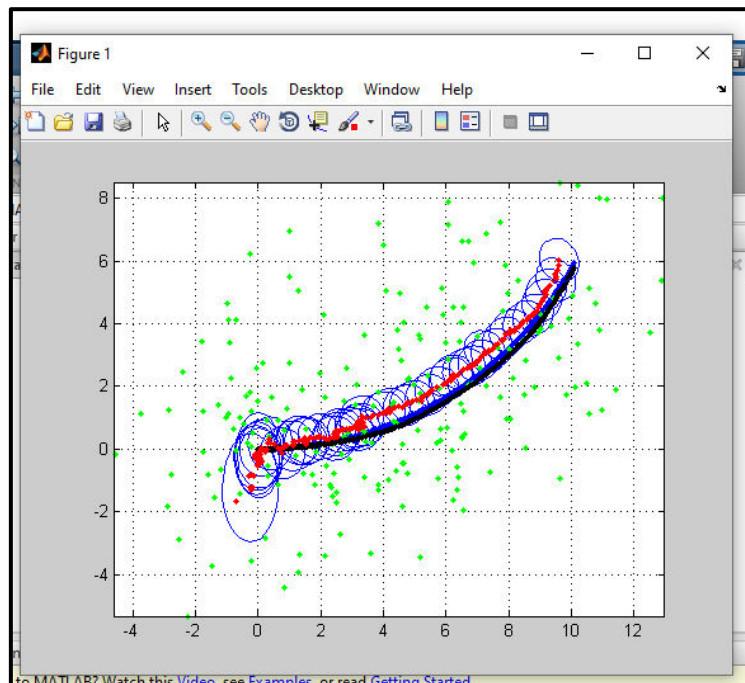 Figure 1
File Edit View Insert Tools Desktop Window Help
8
6
4
2
0
-2
-4
-4 -2 0 2 4 6 8 10 12
to MATLAB? Watch this Video, see Examples, or read Getting Started